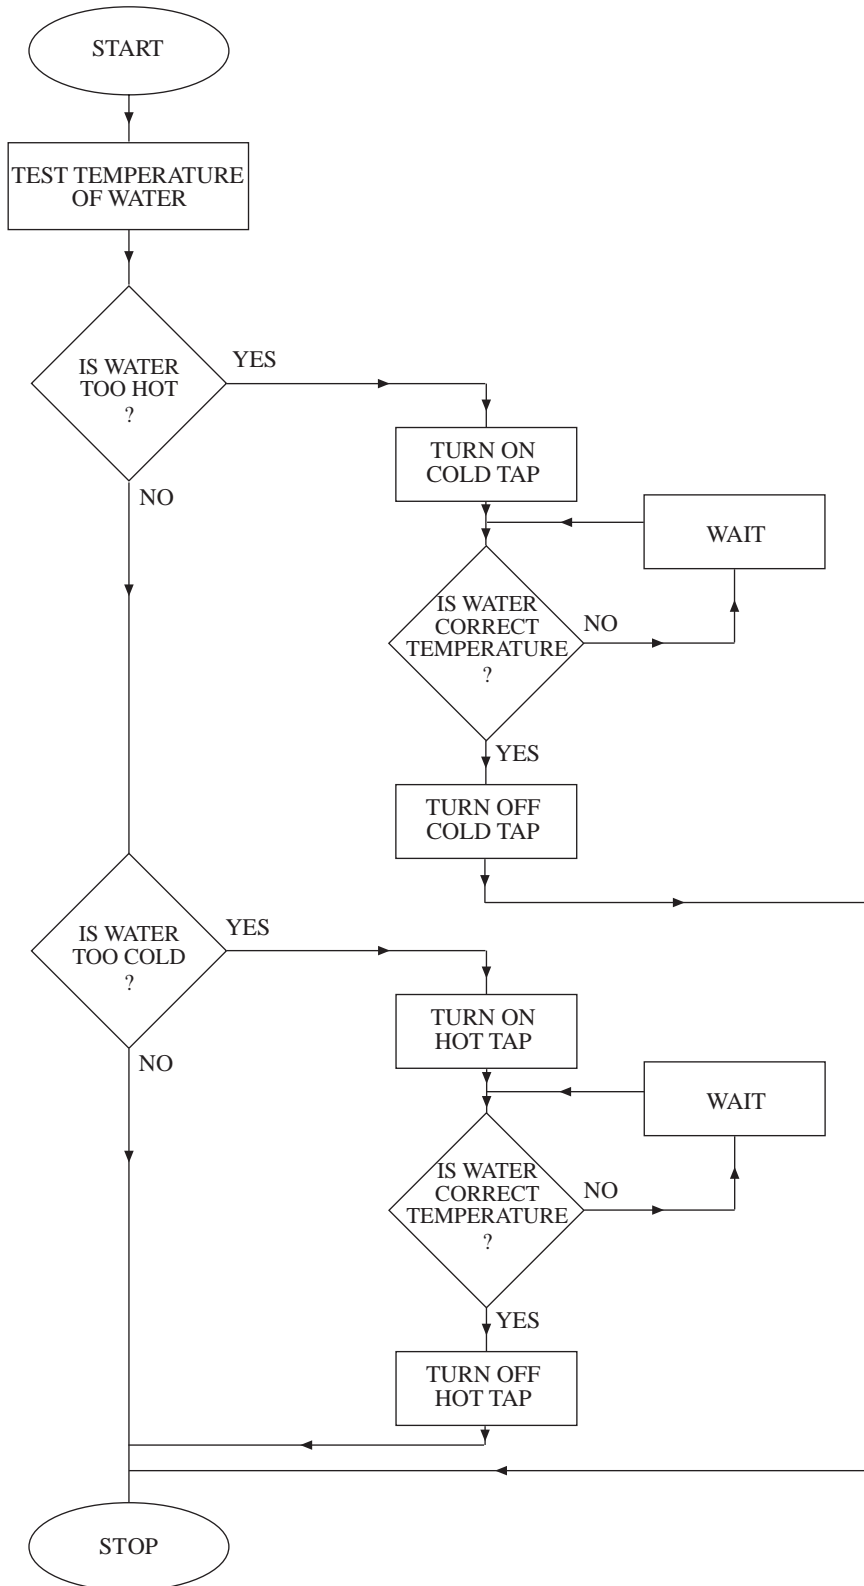 START
TEST TEMPERATURE
OF WATER
IS WATER
TOO HOT
?
YES
NO
TURN ON
COLD TAP
WAIT
IS WATER
CORRECT
TEMPERATURE
?
NO
YES
TURN OFF
COLD TAP
IS WATER
TOO COLD
?
YES
NO
TURN ON
HOT TAP
WAIT
IS WATER
CORRECT
TEMPERATURE
?
NO
YES
TURN OFF
HOT TAP
STOP